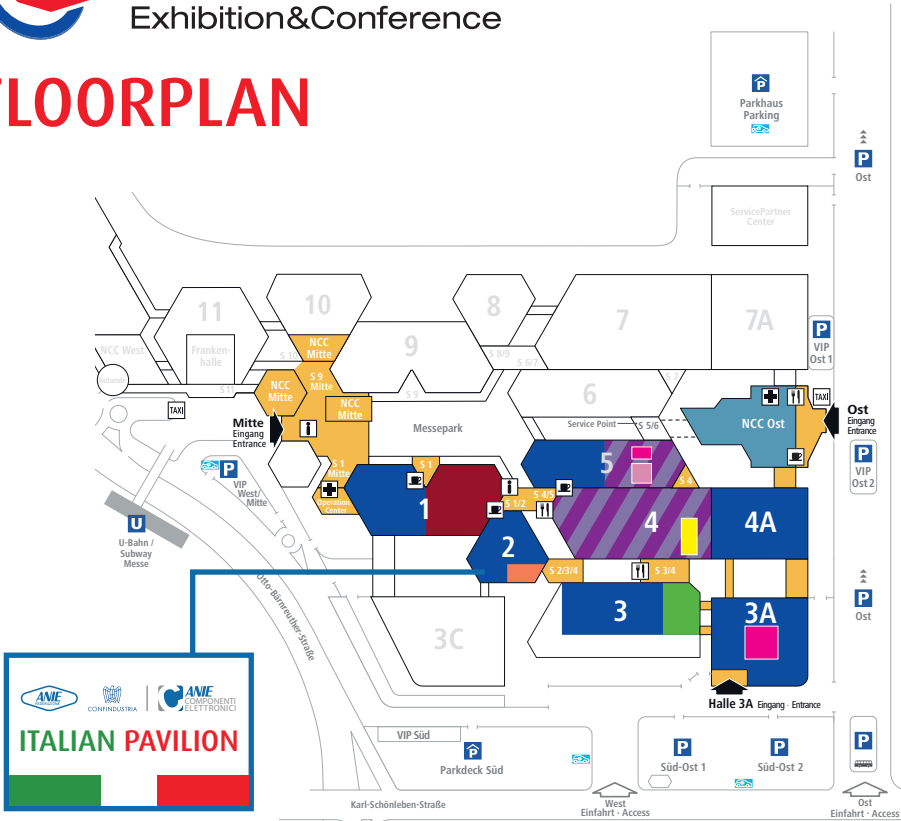 Exhibition&Conference
FLOORPLAN
P
Parkhaus
Parking
P
Ost
ServicePartner
Center
11
10
8
7
7A
9
NCC West
Franken-
halle
Rotunde
S 10
NCC
Mitte
S 8/9
S 6/7
P
VIP
Ost 1
S 11
NCC
Mitte
S 9
Mitte
NCC
Mitte
S 9
6
S 7
TAXI
TAXI
Mitte
Eingang
Entrance
i
Messepark
Service Point
S 5/6
NCC Ost
Ost
Eingang
Entrance
P
VIP
West/
Mitte
S 1
Mitte
S 1
5
S 4
P
VIP
Ost 2
Operation
Center
1
i
S 1/2
S 4/5
4
4A
U
U-Bahn /
Subway
Messe
2
S 2/3/4
S 3/4
P
Ost
Otto-Bärnreuther-Straße
3C
3
3A
ANIE
FEDERAZIONE
CONFINDUSTRIA
ANIE
COMPONENTI
ELETTRONICI
ITALIAN PAVILION
Halle 3A Eingang · Entrance
VIP Süd
P
Parkdeck Süd
P
Süd-Ost 1
P
Süd-Ost 2
P
Karl-Schönleben-Straße
West
Einfahrt · Access
Ost
Einfahrt · Access